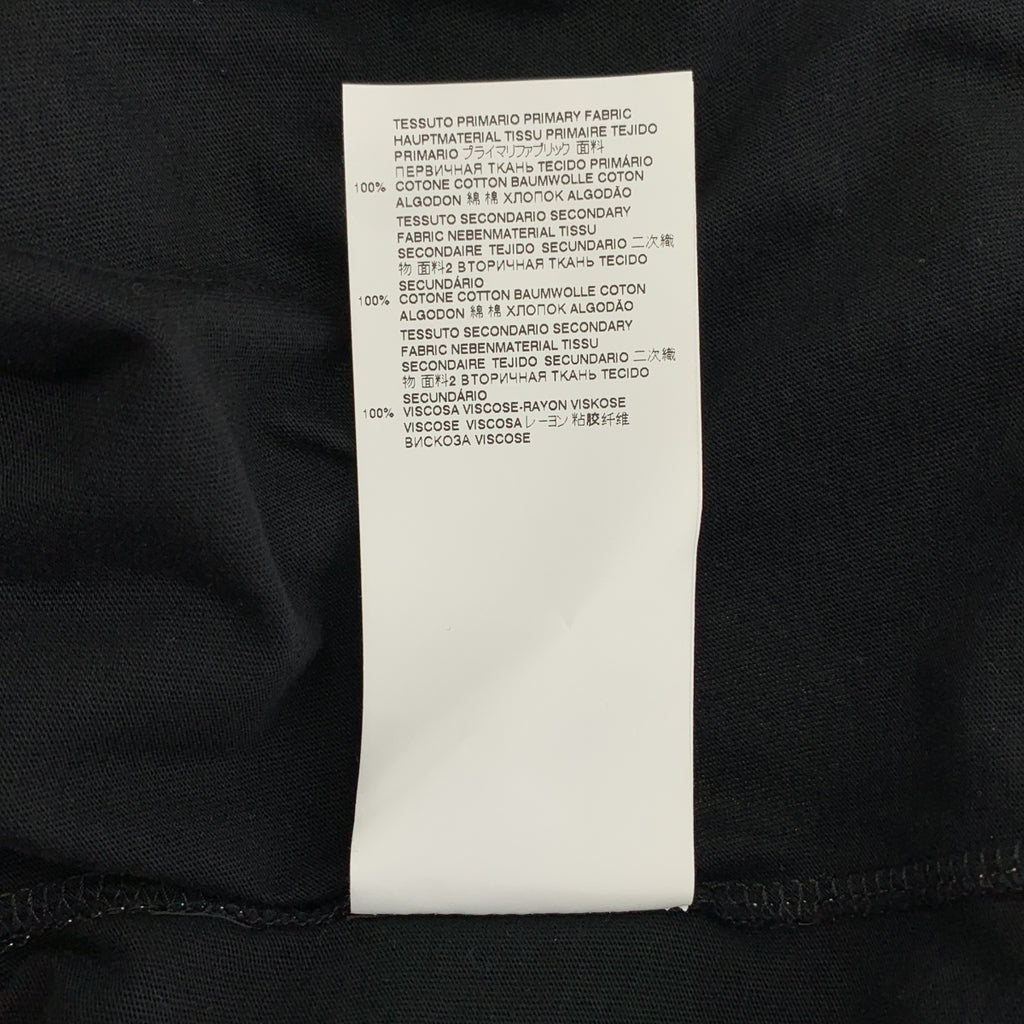 TESSUTO PRIMARIO PRIMARY FABRIC
HAUPTMATERIAL TISSU PRIMAIRE TEJIDO
PRIMARIO プライマリファブリック 面料
ПЕРВИЧНАЯ ТКАНЬ TECIDO PRIMÁRIO
100% COTONE COTTON BAUMWOLLE COTON
ALGODON 綿 棉 ХЛОПОК ALGODÃO
TESSUTO SECONDARIO SECONDARY
FABRIC NEBENMATERIAL TISSU
SECONDAIRE TEJIDO SECUNDARIO 二次織
物 面料2 ВТОРИЧНАЯ ТКАНЬ TECIDO
SECUNDÁRIO
100% COTONE COTTON BAUMWOLLE COTON
ALGODON 綿 棉 ХЛОПОК ALGODÃO
TESSUTO SECONDARIO SECONDARY
FABRIC NEBENMATERIAL TISSU
SECONDAIRE TEJIDO SECUNDARIO 二次織
物 面料2 ВТОРИЧНАЯ ТКАНЬ TECIDO
SECUNDÁRIO
100% VISCOSA VISCOSE-RAYON VISKOSE
VISCOSE VISCOSA レーヨン 粘胶纤维
ВИСКОЗА VISCOSE